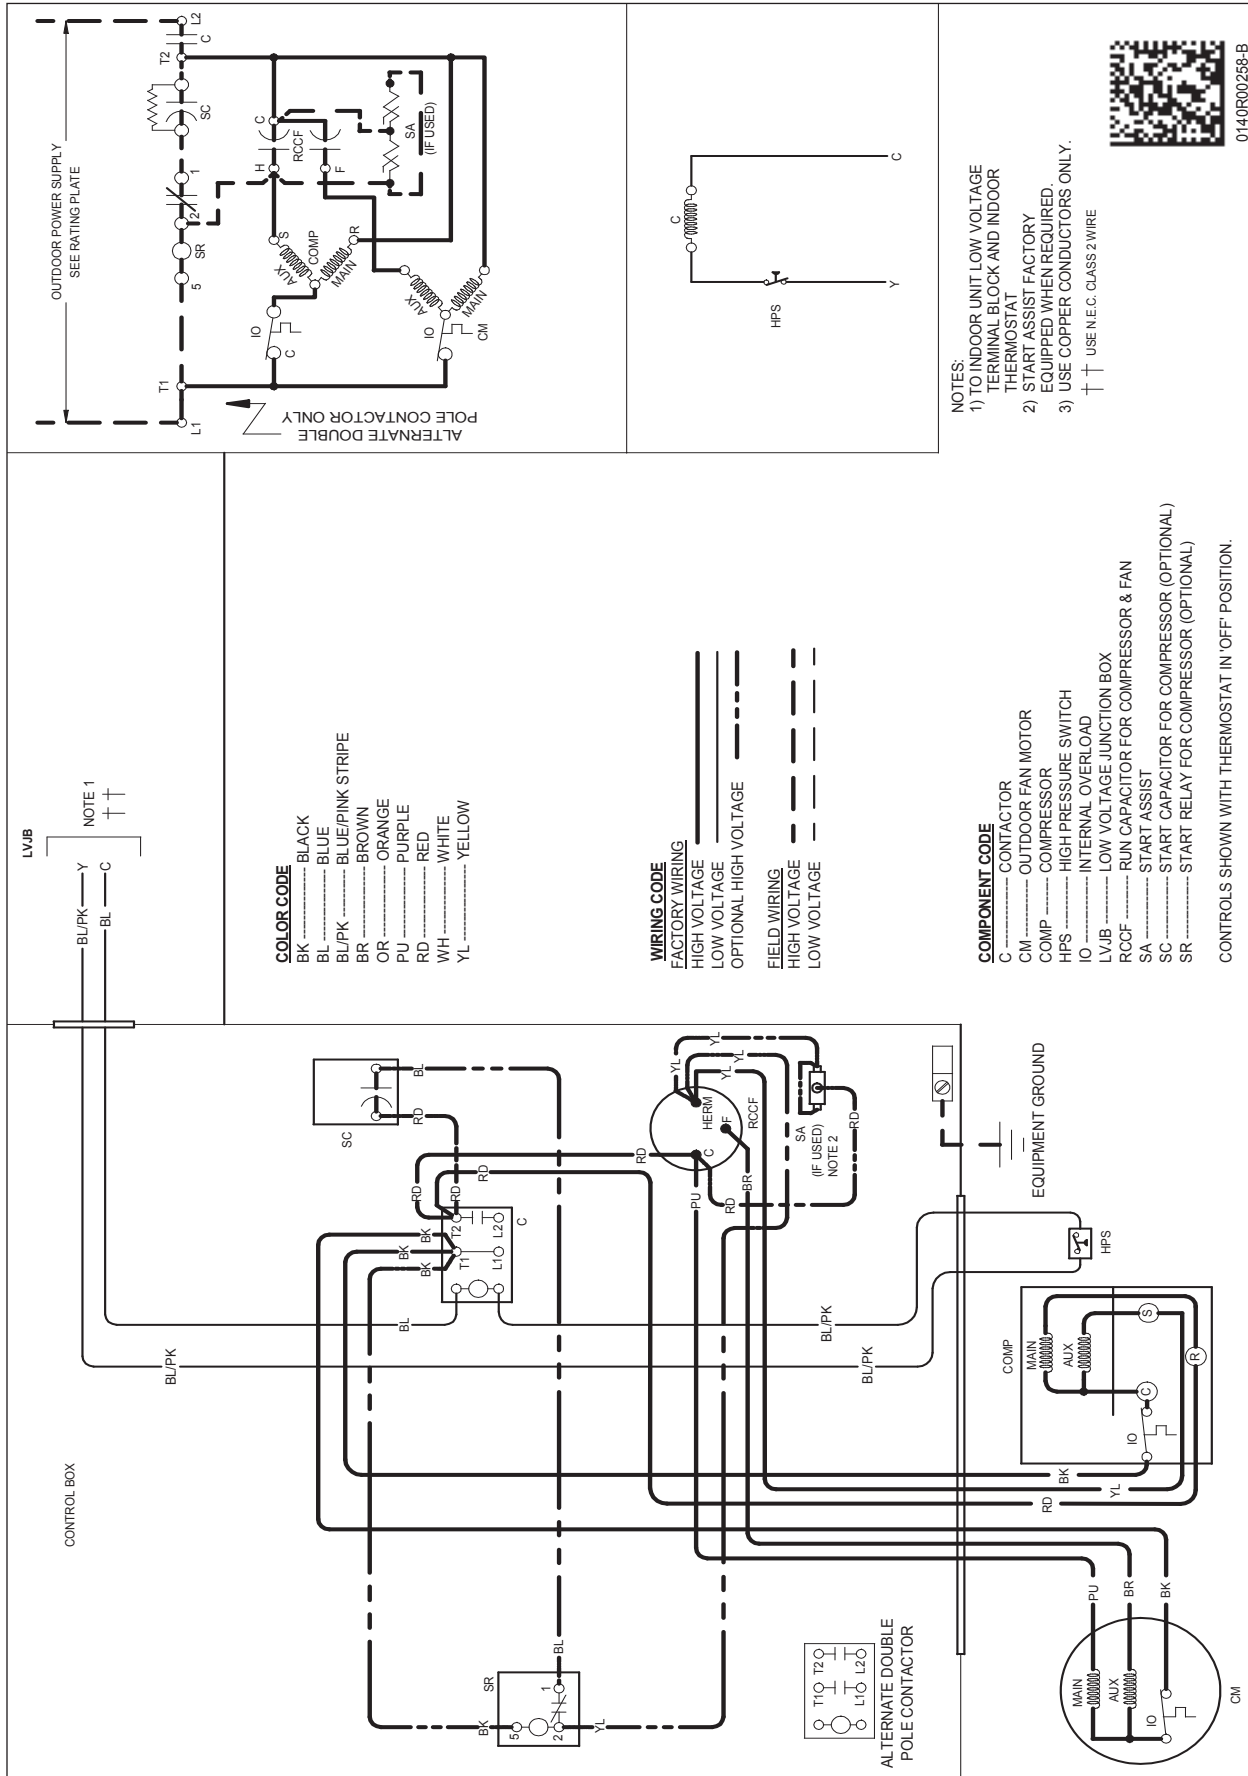 CONTROL BOX
LVJB
BL/PK
Y
BL
C
NOTE 1
SC
RD
BL
RD
RD
RD
RD
BK
BK
BK
T2
T1
L2
L1
C
BL
BL/PK
BL/PK
BL/PK
SR
BK
5
2
1
BL
YL
YL
YL
YL
YL
HERM
F
C
RCCF
RD
PU
BR
RD
SA
(IF USED)
NOTE 2
RD
T1
T2
L1
L2
ALTERNATE DOUBLE
POLE CONTACTOR
PU
BR
BK
MAIN
AUX
IO
CM
RD
YL
BK
COMP
MAIN
AUX
IO
C
S
R
HPS
EQUIPMENT GROUND
COLOR CODE
BK ---------- BLACK
BL ---------- BLUE
BL/PK ---------- BLUE/PINK STRIPE
BR ---------- BROWN
OR ---------- ORANGE
PU ---------- PURPLE
RD ---------- RED
WH ---------- WHITE
YL ---------- YELLOW
WIRING CODE
FACTORY WIRING
HIGH VOLTAGE
LOW VOLTAGE
OPTIONAL HIGH VOLTAGE
FIELD WIRING
HIGH VOLTAGE
LOW VOLTAGE
COMPONENT CODE
C ---------- CONTACTOR
CM ---------- OUTDOOR FAN MOTOR
COMP ---------- COMPRESSOR
HPS ---------- HIGH PRESSURE SWITCH
IO ---------- INTERNAL OVERLOAD
LVJB ---------- LOW VOLTAGE JUNCTION BOX
RCCF ---------- RUN CAPACITOR FOR COMPRESSOR & FAN
SA ---------- START ASSIST
SC ---------- START CAPACITOR FOR COMPRESSOR (OPTIONAL)
SR ---------- START RELAY FOR COMPRESSOR (OPTIONAL)
CONTROLS SHOWN WITH THERMOSTAT IN 'OFF' POSITION.
OUTDOOR POWER SUPPLY
SEE RATING PLATE
L1
T1
5
SR
2
1
SC
T2
C
L2
ALTERNATE DOUBLE
POLE CONTACTOR ONLY
C
IO
AUX
S
COMP
MAIN
R
H
C
RCCF
F
SA
(IF USED)
IO
AUX
MAIN
CM
C
HPS
Y
C
NOTES:
1) TO INDOOR UNIT LOW VOLTAGE
TERMINAL BLOCK AND INDOOR
THERMOSTAT
2) START ASSIST FACTORY
EQUIPPED WHEN REQUIRED.
3) USE COPPER CONDUCTORS ONLY.
USE N.E.C. CLASS 2 WIRE
0140R00258-B